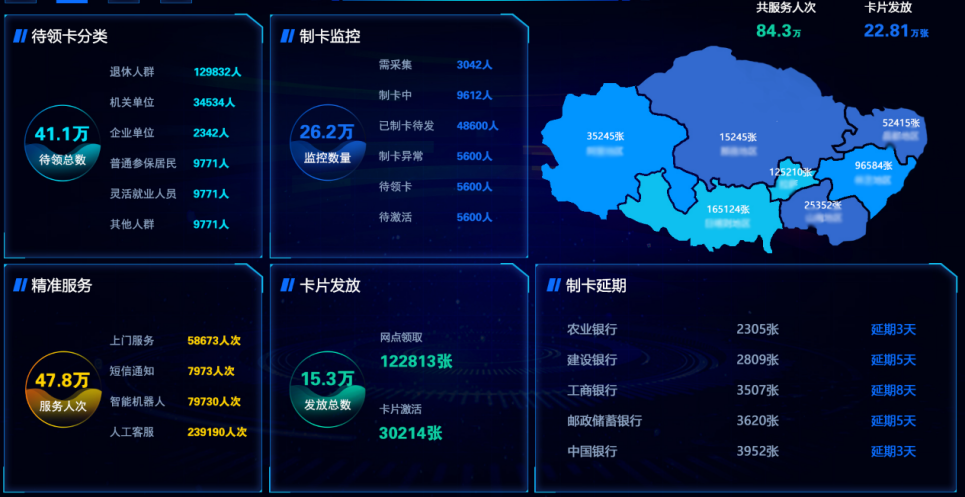 共服务人次
84.3万
卡片发放
22.81万张
待领卡分类
41.1万
待领总数
退休人群 129832人
机关单位 34534人
企业单位 2342人
普通参保居民 9771人
灵活就业人员 9771人
其他人群 9771人
制卡监控
26.2万
监控数量
需采集 3042人
制卡中 9612人
已制卡待发 48600人
制卡异常 5600人
待领卡 5600人
待激活 5600人
35245张
15245张
52415张
125210张
96584张
165124张
25352张
精准服务
47.8万
服务人次
上门服务 58673人次
短信通知 7973人次
智能机器人 79730人次
人工客服 239190人次
卡片发放
15.3万
发放总数
网点领取
122813张
卡片激活
30214张
制卡延期
农业银行 2305张 延期3天
建设银行 2809张 延期5天
工商银行 3507张 延期8天
邮政储蓄银行 3620张 延期5天
中国银行 3952张 延期3天